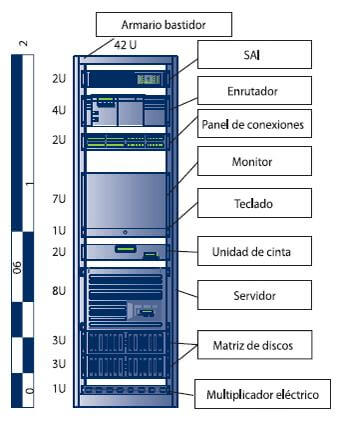 Armario bastidor
42 U
2
2U
SAI
4U
Enrutador
2U
Panel de conexiones
Monitor
1
7U
Teclado
1U
2U
Unidad de cinta
90
8U
Servidor
3U
Matriz de discos
3U
0
1U
Multiplicador eléctrico